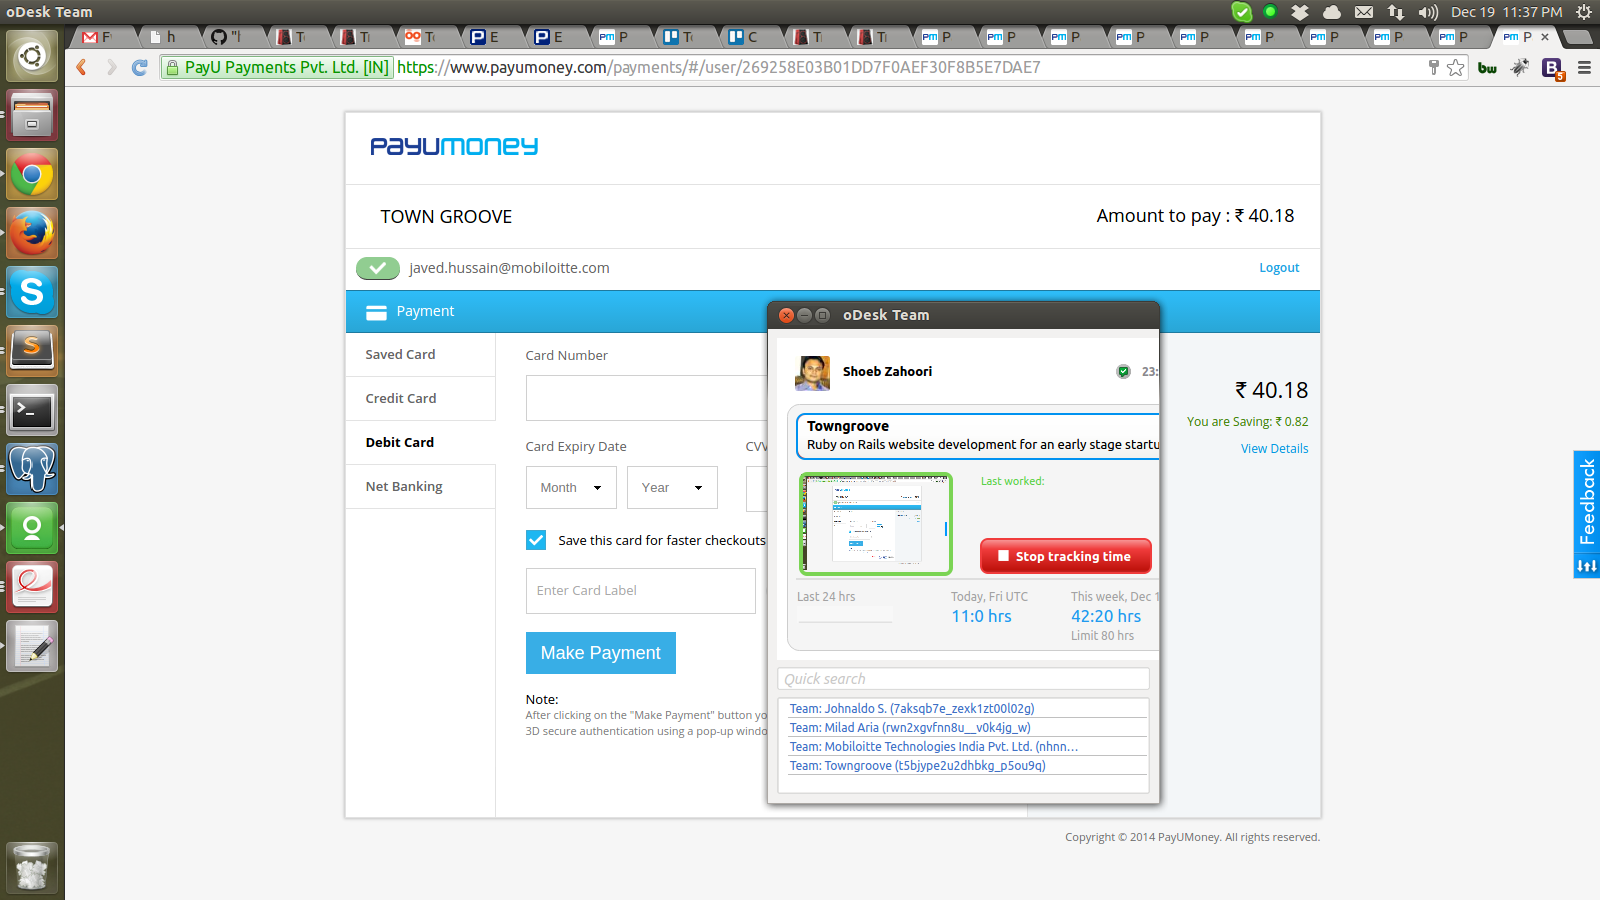 oDesk Team
Dec 19 11:37 PM
PayU Payments Pvt. Ltd. [IN] https://www.payumoney.com/payments/#/user/269258E03B01DD7F0AEF30F8B5E7DAE7
PayUmoney
TOWN GROOVE
Amount to pay : ₹ 40.18
javed.hussain@mobiloitte.com
Logout
Payment
Saved Card
Credit Card
Debit Card
Net Banking
Card Number
Card Expiry Date
CVV
Month
Year
Save this card for faster checkouts
Enter Card Label
Make Payment
Note:
After clicking on the "Make Payment" button yo
3D secure authentication using a pop-up windo
oDesk Team
Shoeb Zahoori
23:
Towngroove
Ruby on Rails website development for an early stage startu
Last worked:
Stop tracking time
Last 24 hrs
Today, Fri UTC
11:0 hrs
This week, Dec 1
42:20 hrs
Limit 80 hrs
Quick search
Team: Johnaldo S. (7aksqb7e_zexk1zt00l02g)
Team: Milad Aria (rwn2xgvfnn8u__v0k4jg_w)
Team: Mobiloitte Technologies India Pvt. Ltd. (nhnn...
Team: Towngroove (t5bjype2u2dhbkg_p5ou9q)
₹ 40.18
You are Saving: ₹ 0.82
View Details
Feedback
Copyright © 2014 PayUMoney. All rights reserved.